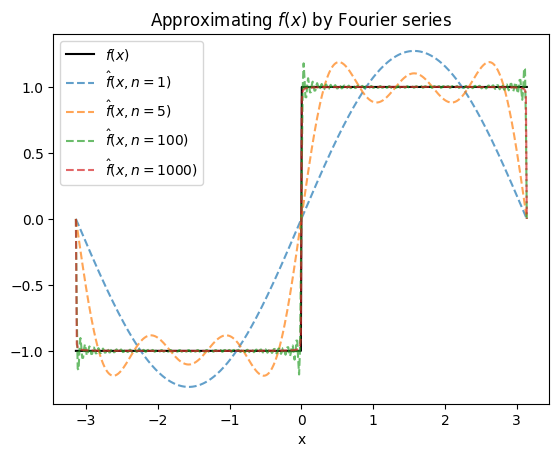 Approximating f(x) by Fourier series
f(x)
f̂(x, n = 1)
f̂(x, n = 5)
f̂(x, n = 100)
f̂(x, n = 1000)
1.0
0.5
0.0
−0.5
−1.0
−3 −2 −1 0 1 2 3
x